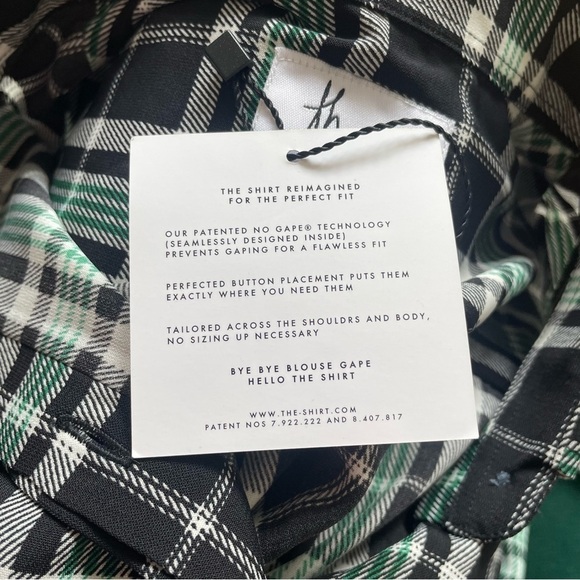 th
THE SHIRT REIMAGINED
FOR THE PERFECT FIT
OUR PATENTED NO GAPE® TECHNOLOGY
(SEAMLESSLY DESIGNED INSIDE)
PREVENTS GAPING FOR A FLAWLESS FIT
PERFECTED BUTTON PLACEMENT PUTS THEM
EXACTLY WHERE YOU NEED THEM
TAILORED ACROSS THE SHOULDRS AND BODY,
NO SIZING UP NECESSARY
BYE BYE BLOUSE GAPE
HELLO THE SHIRT
WWW.THE-SHIRT.COM
PATENT NOS 7.922.222 AND 8.407.817